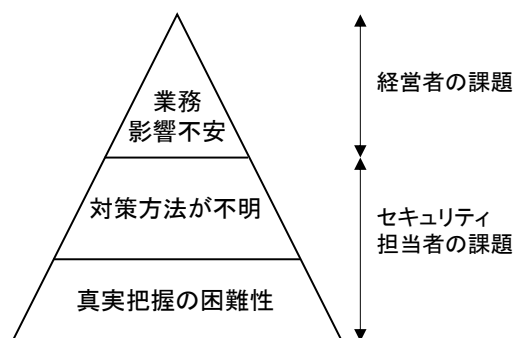 業務
影響不安
経営者の課題
対策方法が不明
セキュリティ
担当者の課題
真実把握の困難性